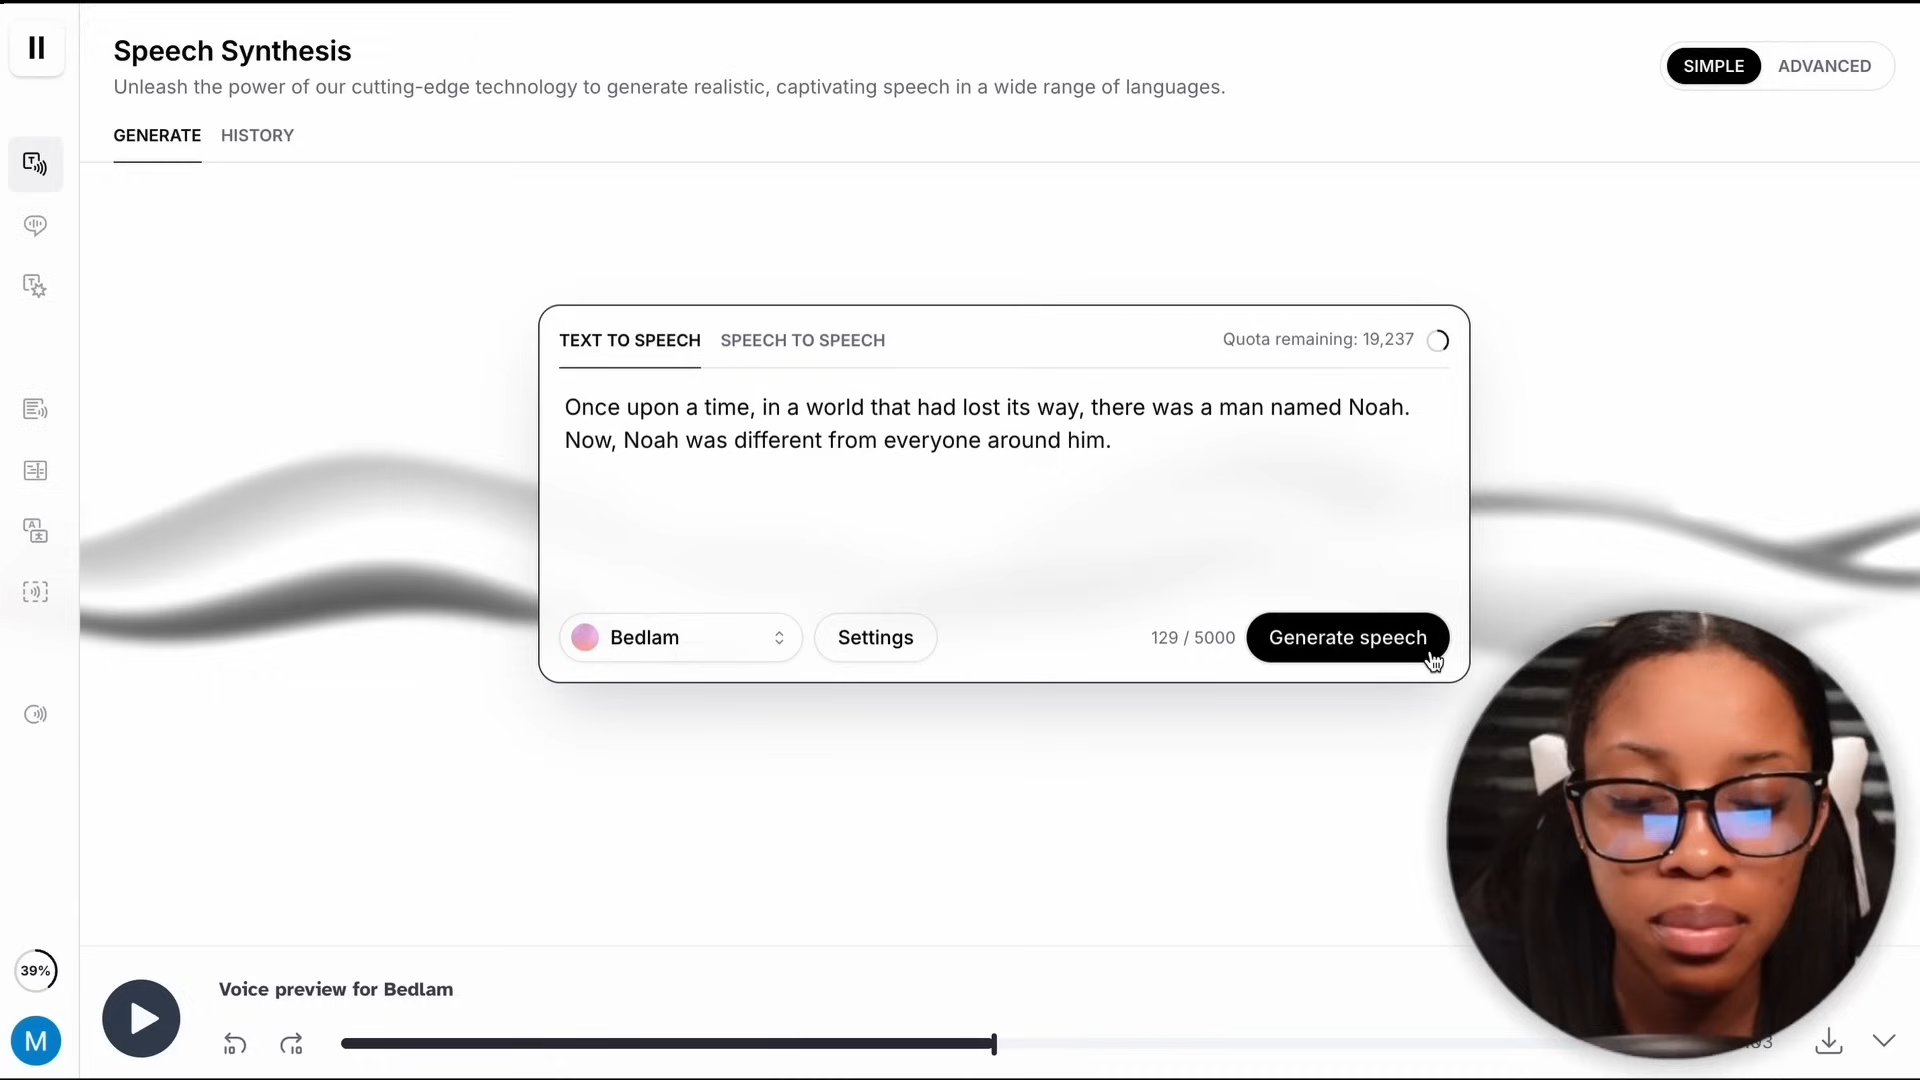 Speech Synthesis
SIMPLE ADVANCED
Unleash the power of our cutting-edge technology to generate realistic, captivating speech in a wide range of languages.
GENERATE HISTORY
TEXT TO SPEECH SPEECH TO SPEECH Quota remaining: 19,237
Once upon a time, in a world that had lost its way, there was a man named Noah.
Now, Noah was different from everyone around him.
Bedlam Settings 129 / 5000 Generate speech
39%
Voice preview for Bedlam
M
10 10